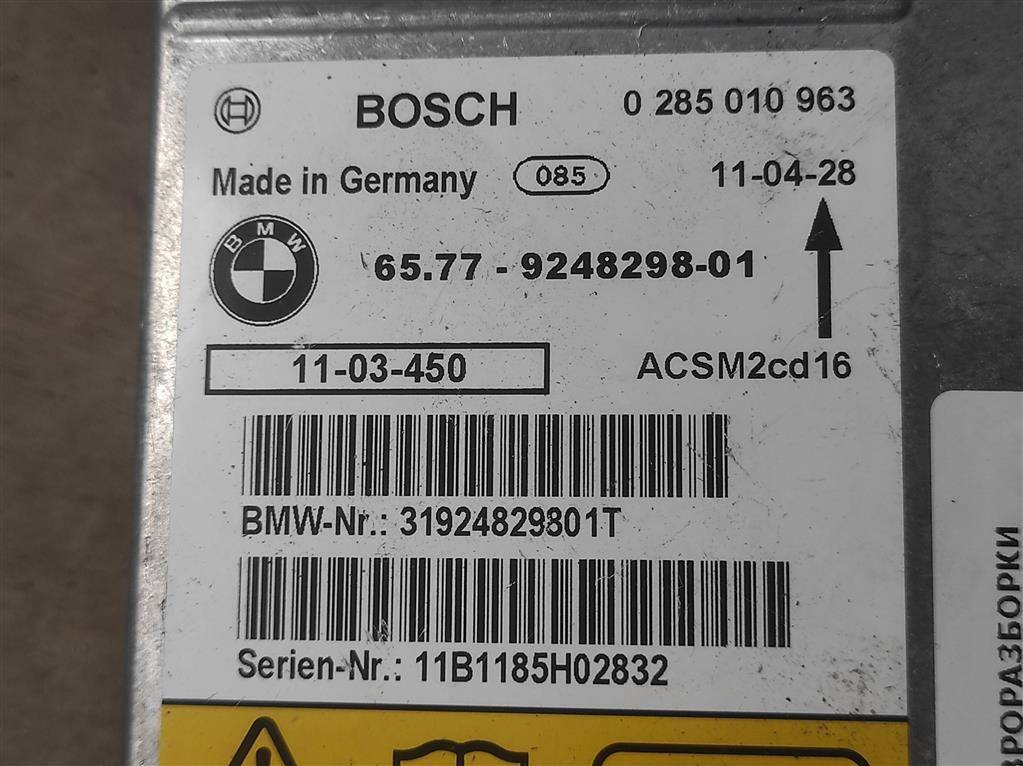 BOSCH 0 285 010 963
Made in Germany 085 11-04-28
BMW 65.77 - 9248298-01
11-03-450 ACSM2cd16
BMW-Nr.: 31924829801T
Serien-Nr.: 11B1185H02832